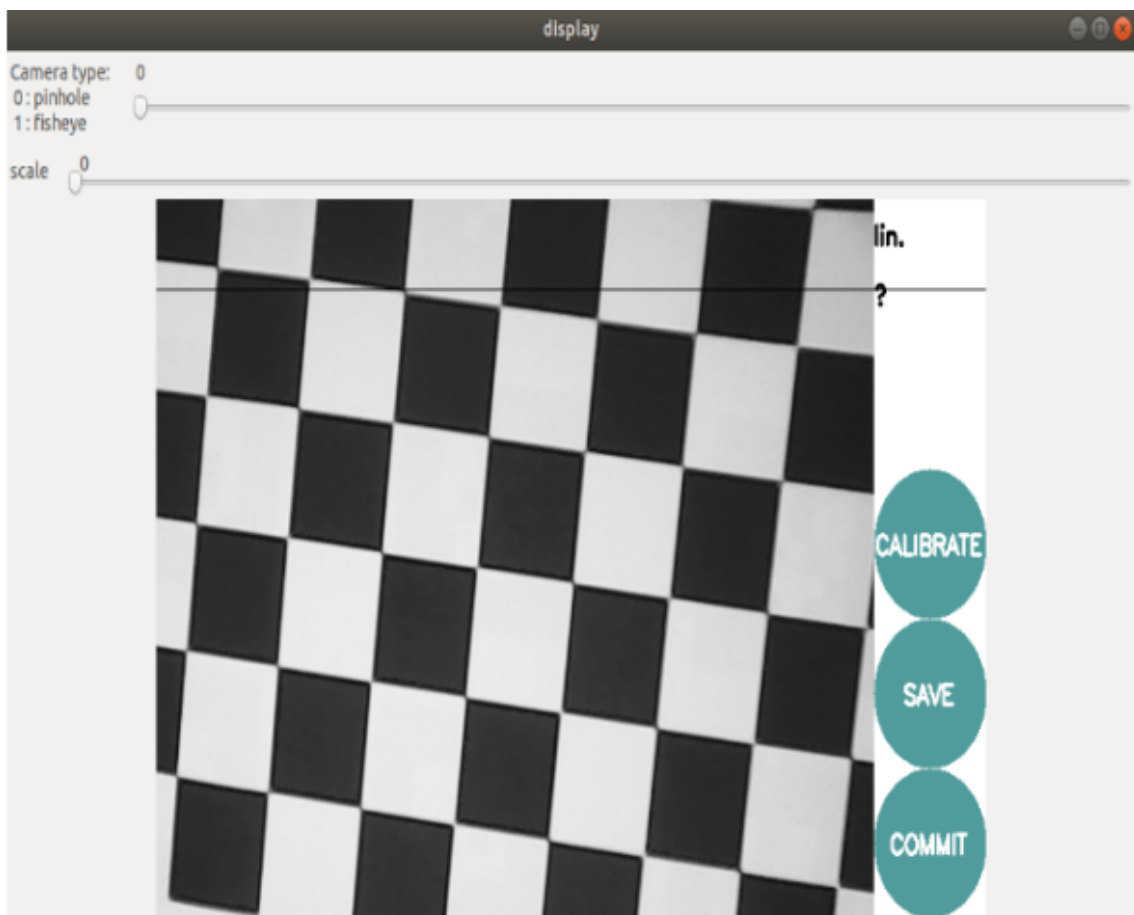 display
Camera type: 0
0 : pinhole
1 : fisheye
scale 0
lin.
?
CALIBRATE
SAVE
COMMIT